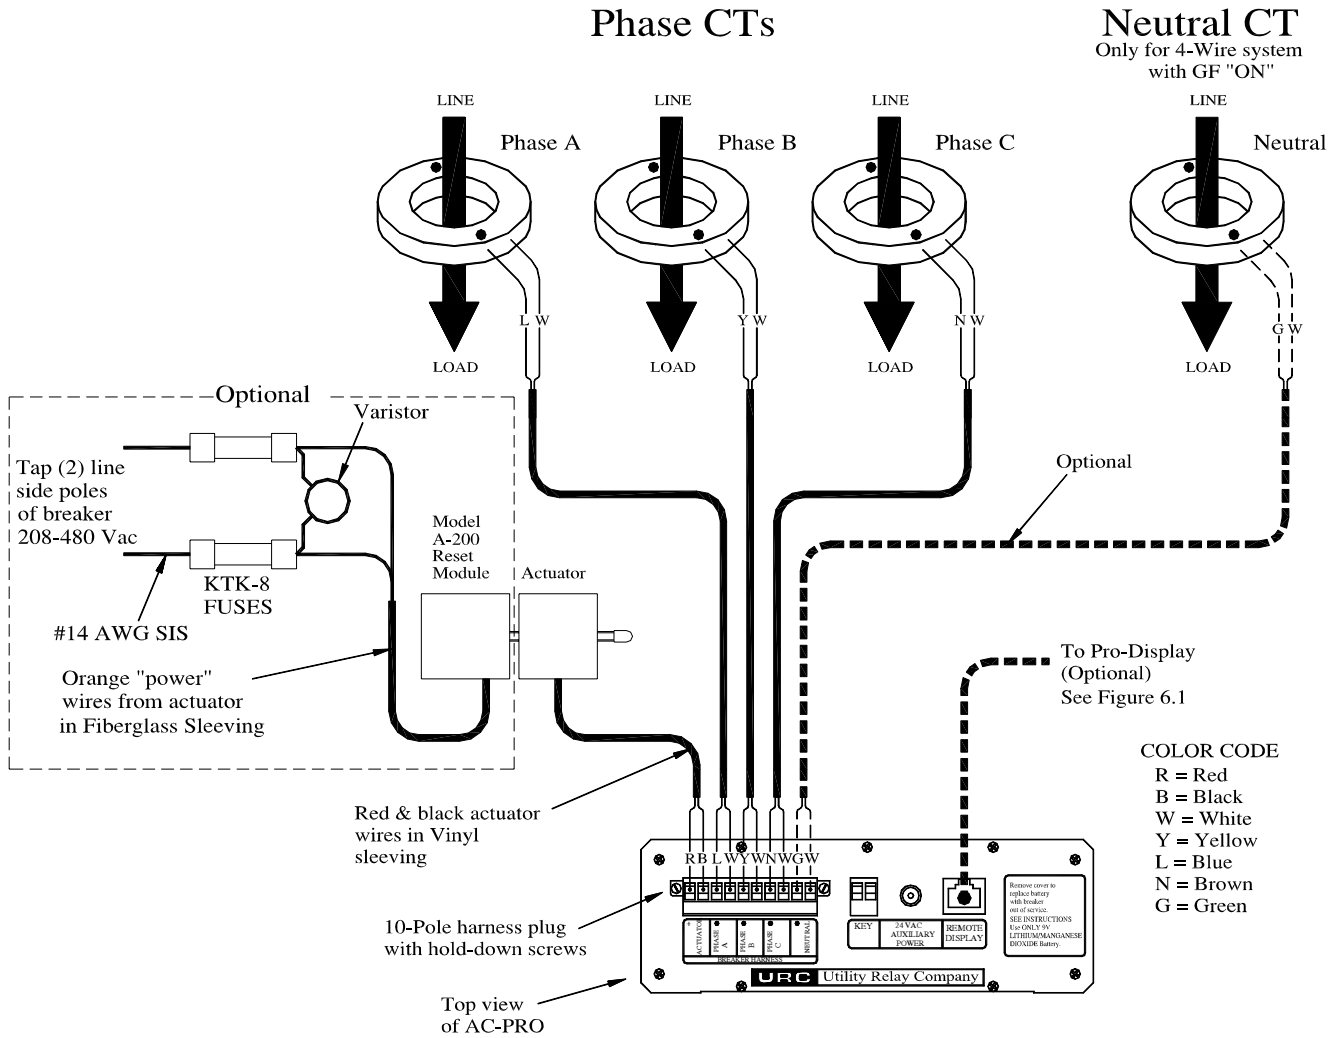 Phase CTs
Neutral CT
Only for 4-Wire system
with GF "ON"
LINE
LINE
LINE
LINE
Phase A
Phase B
Phase C
Neutral
L W
Y W
N W
G W
LOAD
LOAD
LOAD
LOAD
Optional
Varistor
Tap (2) line
side poles
of breaker
208-480 Vac
KTK-8
FUSES
#14 AWG SIS
Orange "power"
wires from actuator
in Fiberglass Sleeving
Model
A-200
Reset
Module
Actuator
Optional
To Pro-Display
(Optional)
See Figure 6.1
COLOR CODE
R = Red
B = Black
W = White
Y = Yellow
L = Blue
N = Brown
G = Green
Red & black actuator
wires in Vinyl
sleeving
R B L W Y W N W G W
10-Pole harness plug
with hold-down screws
+
ACTUATOR
PHASE
A
PHASE
B
PHASE
C
NEUTRAL
BREAKER HARNESS
KEY
24 VAC
AUXILIARY
POWER
REMOTE
DISPLAY
Remove cover to
replace battery
with breaker
out of service.
SEE INSTRUCTIONS
Use ONLY 9V
LITHIUM/MANGANESE
DIOXIDE Battery.
URC Utility Relay Company
Top view
of AC-PRO